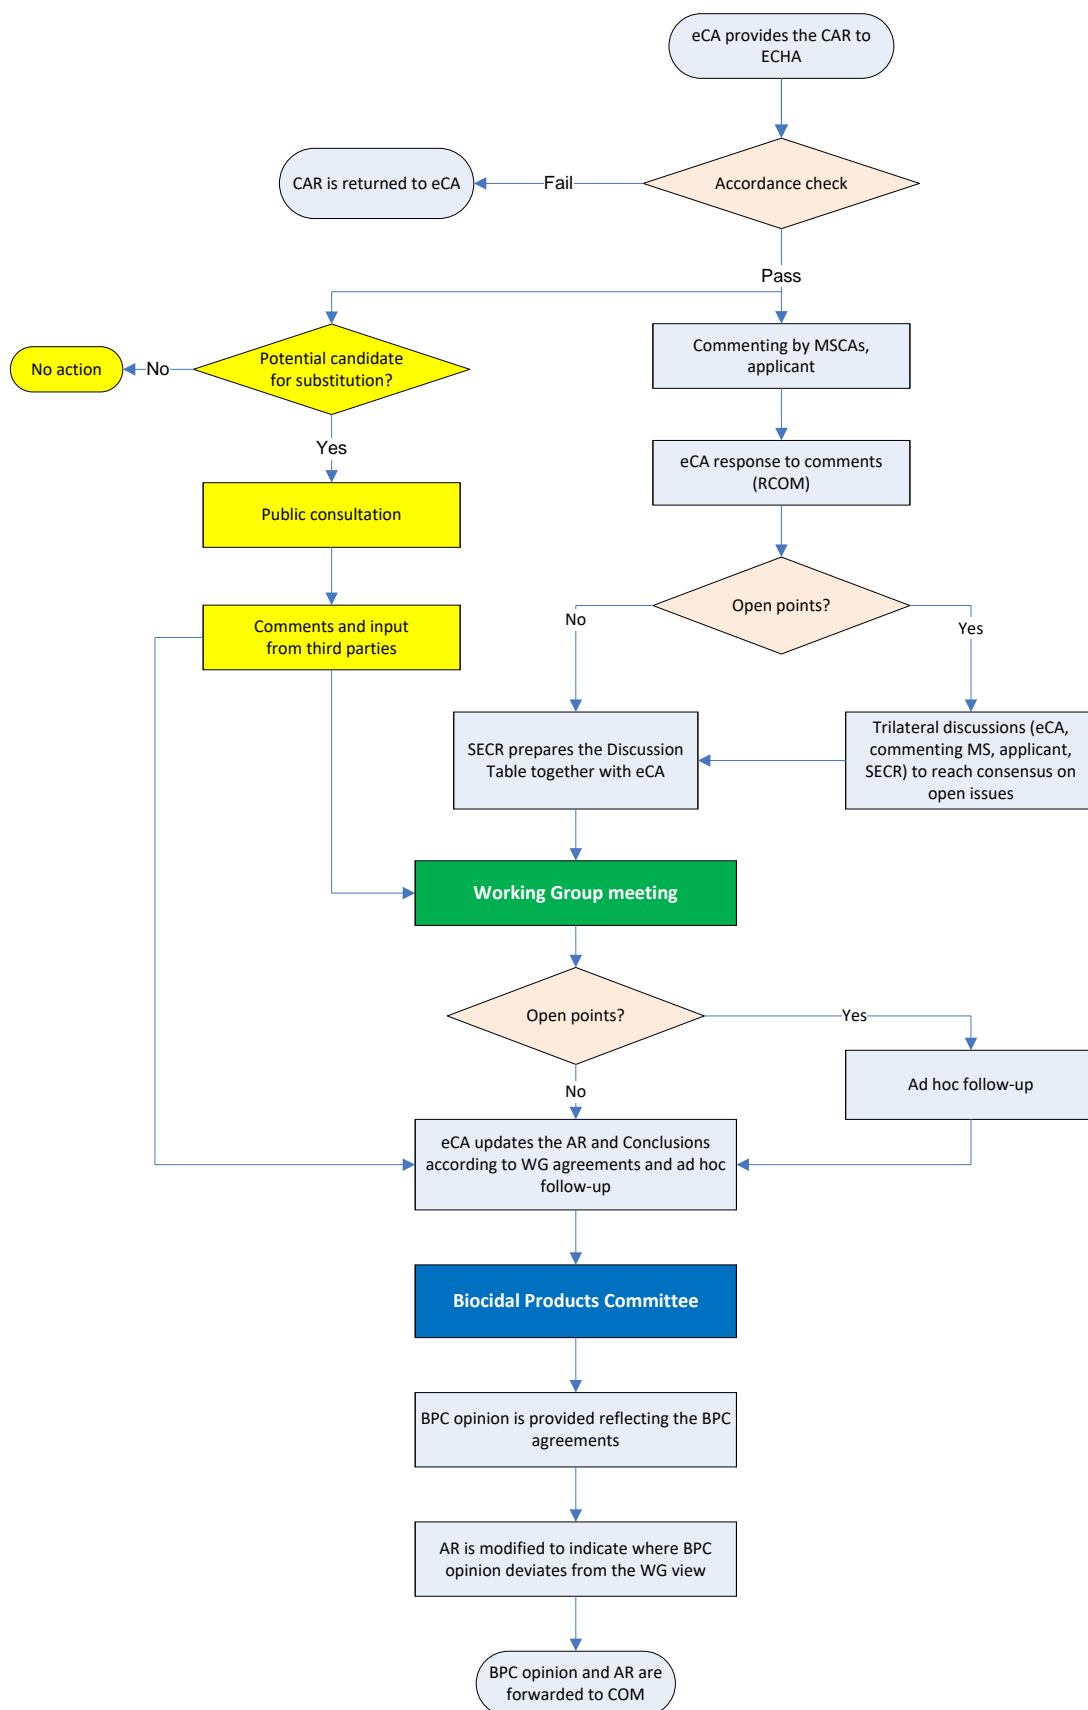 eCA provides the CAR to
ECHA
Accordance check
Fail
CAR is returned to eCA
Pass
Potential candidate
for substitution?
No
No action
Yes
Public consultation
Comments and input
from third parties
Commenting by MSCAs,
applicant
eCA response to comments
(RCOM)
Open points?
No
Yes
SECR prepares the Discussion
Table together with eCA
Trilateral discussions (eCA,
commenting MS, applicant,
SECR) to reach consensus on
open issues
Working Group meeting
Open points?
Yes
No
Ad hoc follow-up
eCA updates the AR and Conclusions
according to WG agreements and ad hoc
follow-up
Biocidal Products Committee
BPC opinion is provided reflecting the BPC
agreements
AR is modified to indicate where BPC
opinion deviates from the WG view
BPC opinion and AR are
forwarded to COM